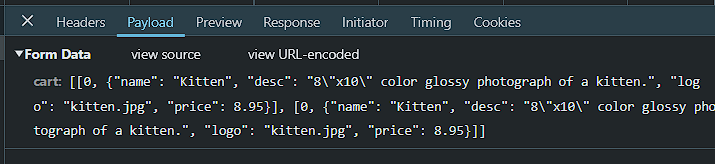 Headers Payload Preview Response Initiator Timing Cookies
Form Data view source view URL-encoded
cart: [[0, {"name": "Kitten", "desc": "8\"x10\" color glossy photograph of a kitten.", "log
o": "kitten.jpg", "price": 8.95}], [0, {"name": "Kitten", "desc": "8\"x10\" color glossy pho
tograph of a kitten.", "logo": "kitten.jpg", "price": 8.95}]]